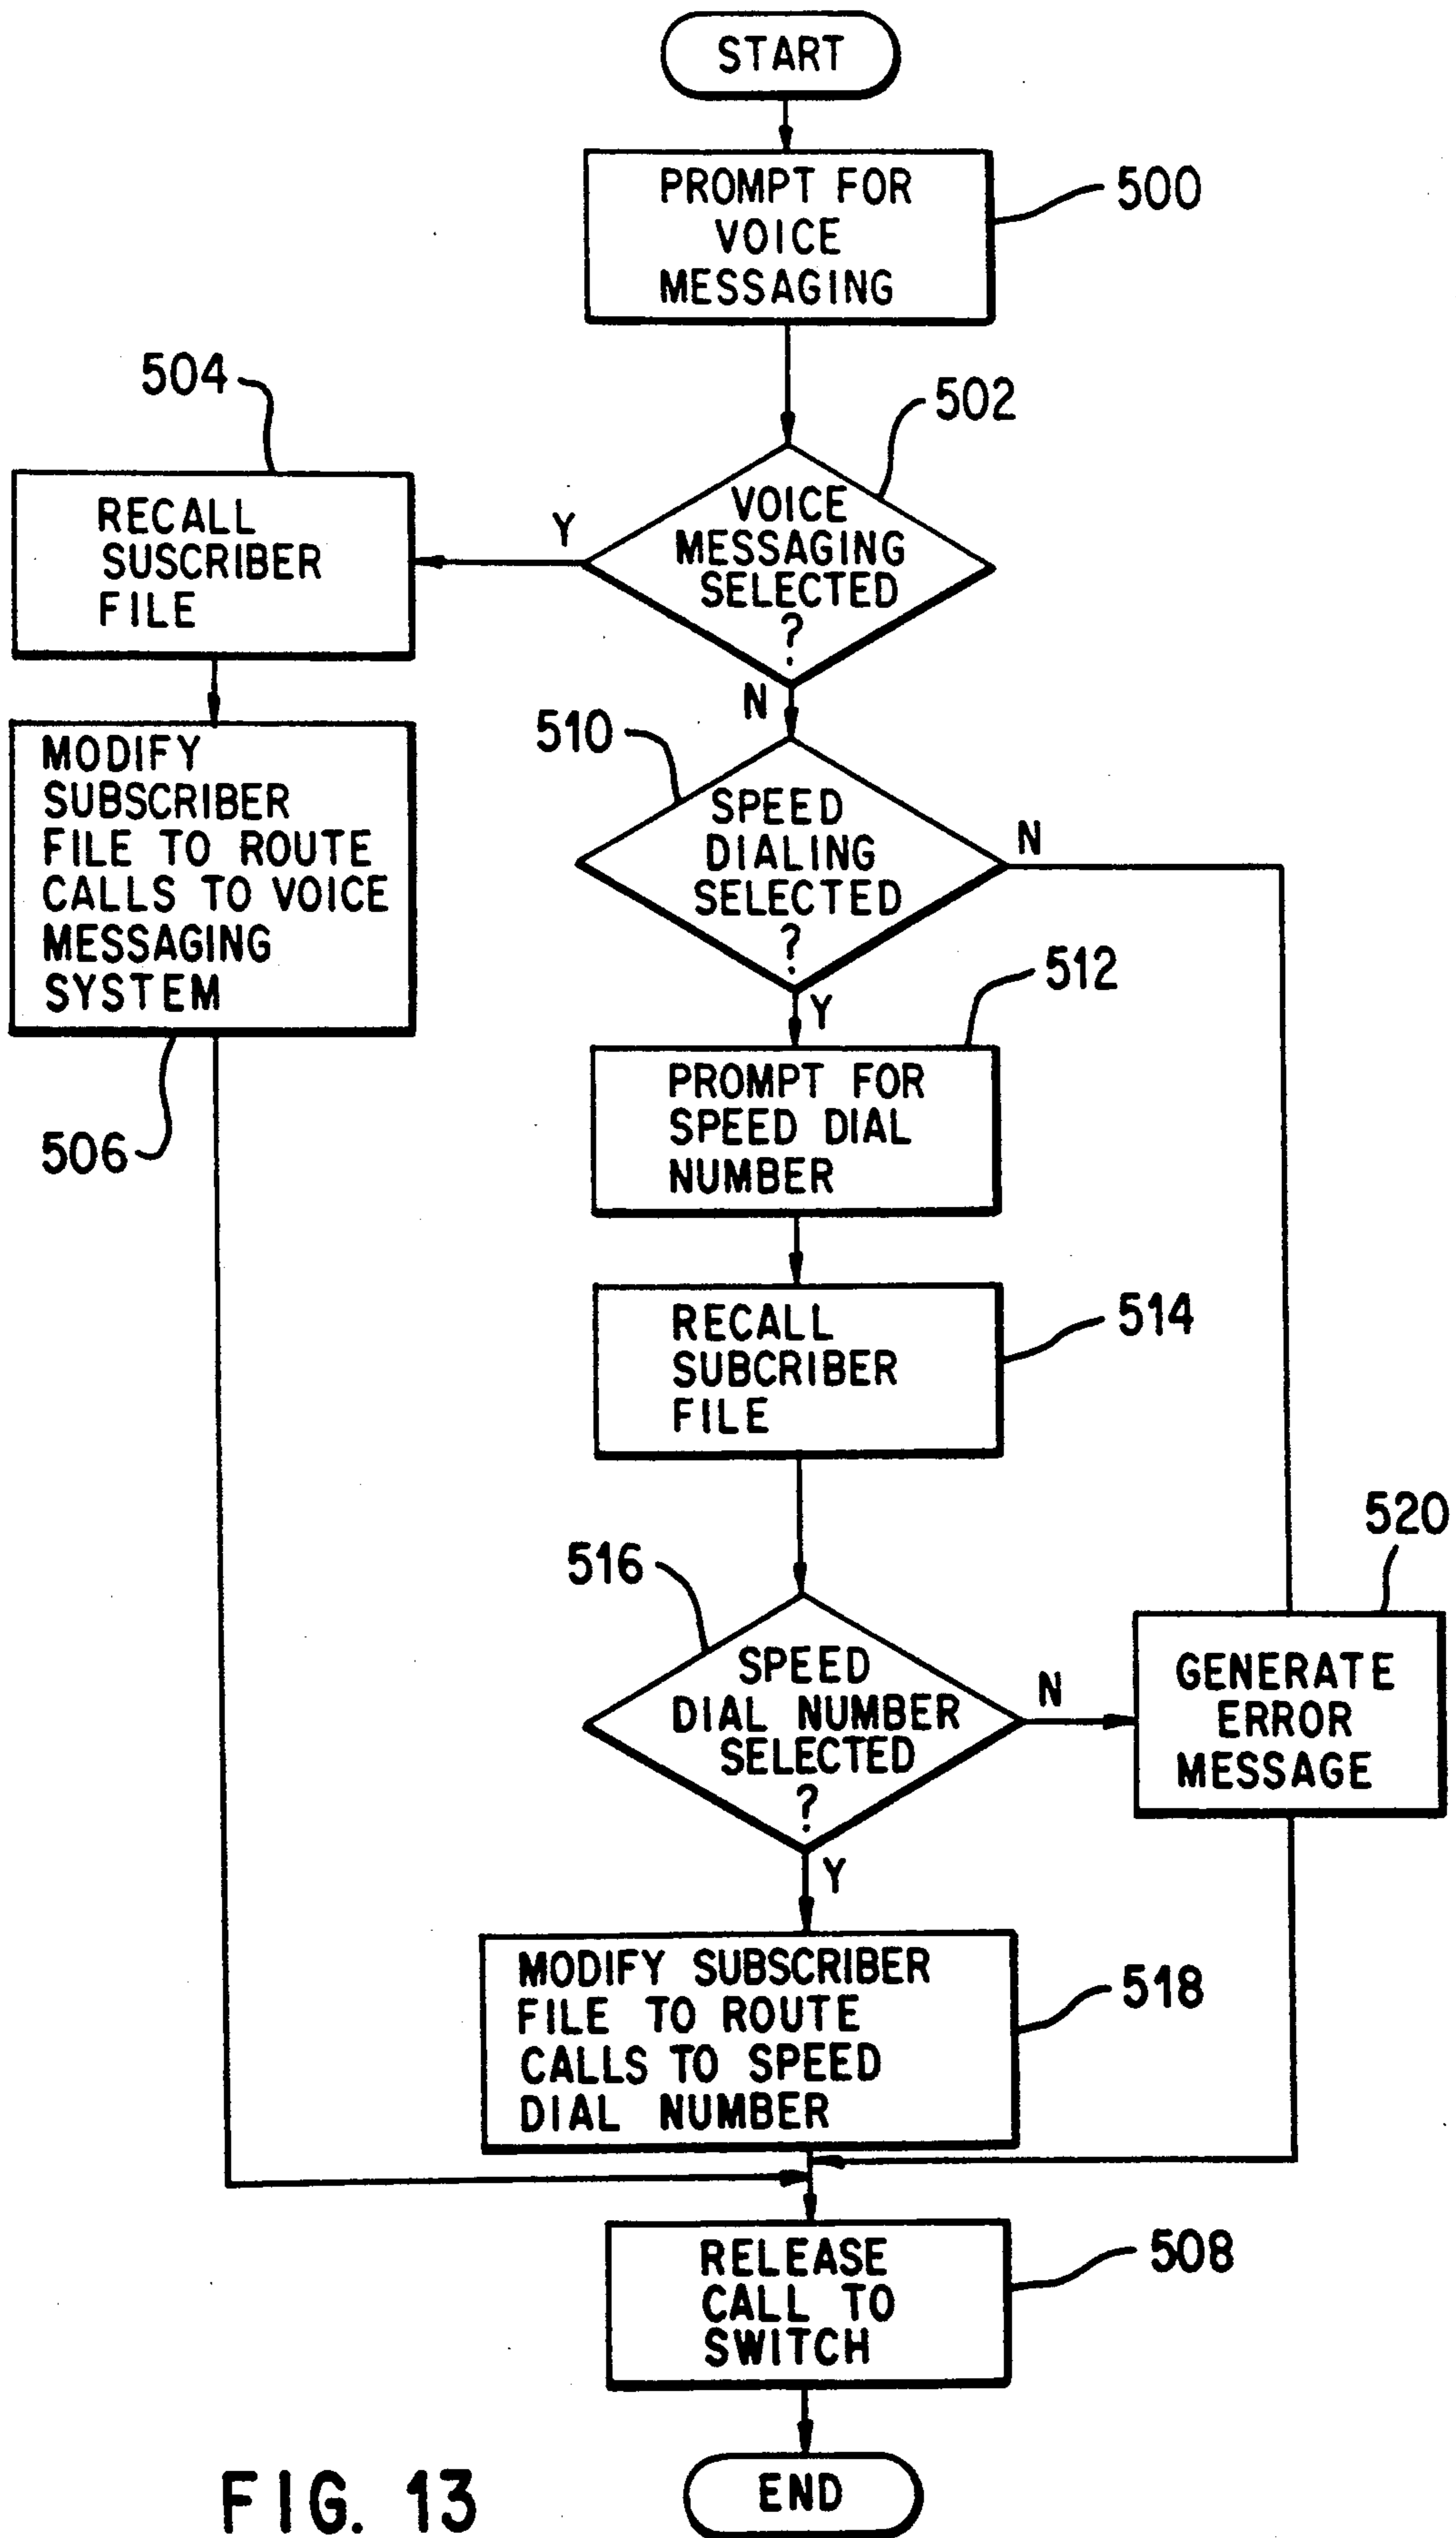 START
PROMPT FOR
VOICE
MESSAGING
500
504
502
RECALL
SUSCRIBER
FILE
Y
VOICE
MESSAGING
SELECTED
?
N
MODIFY
SUBSCRIBER
FILE TO ROUTE
CALLS TO VOICE
MESSAGING
SYSTEM
506
510
SPEED
DIALING
SELECTED
?
N
Y
512
PROMPT FOR
SPEED DIAL
NUMBER
RECALL
SUBCRIBER
FILE
514
516
SPEED
DIAL NUMBER
SELECTED
?
N
Y
520
GENERATE
ERROR
MESSAGE
MODIFY SUBSCRIBER
FILE TO ROUTE
CALLS TO SPEED
DIAL NUMBER
518
RELEASE
CALL TO
SWITCH
508
END
FIG. 13